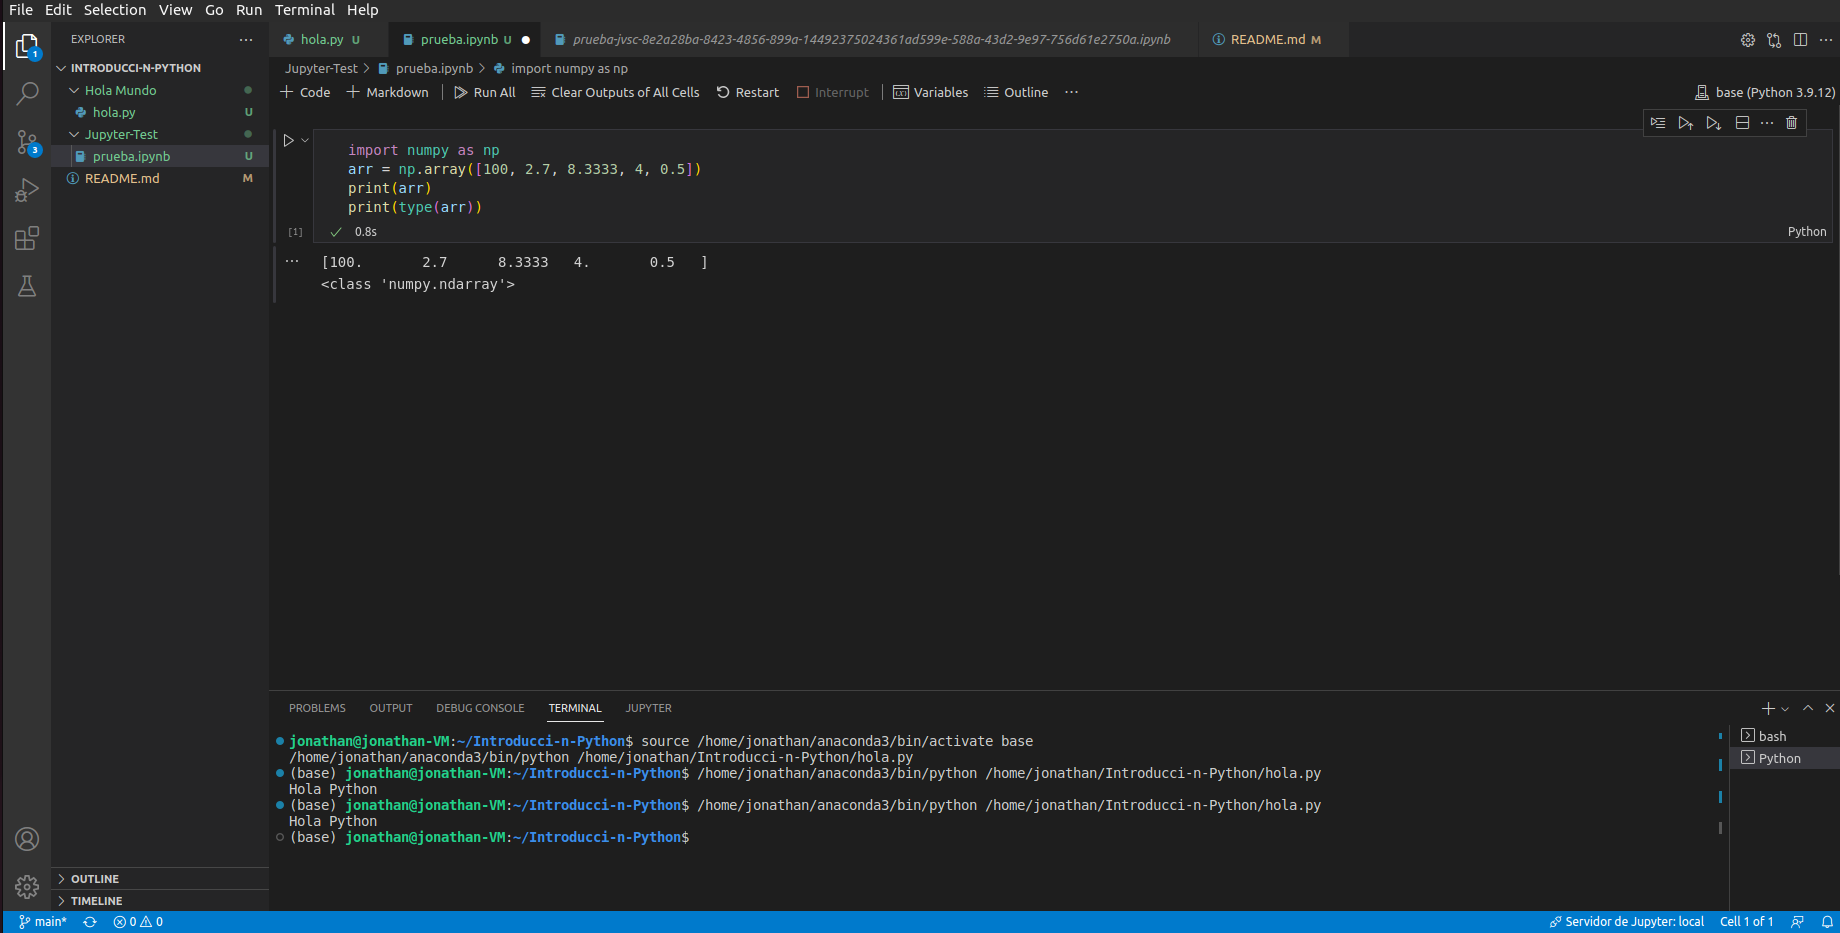 File Edit Selection View Go Run Terminal Help
EXPLORER
INTRODUCCI-N-PYTHON
Hola Mundo
hola.py U
Jupyter-Test
prueba.ipynb U
README.md M
OUTLINE
TIMELINE
hola.py U prueba.ipynb U prueba-jvsc-8e2a28ba-8423-4856-899a-14492375024361ad599e-588a-43d2-9e97-756d61e2750a.ipynb README.md M
Jupyter-Test > prueba.ipynb > import numpy as np
+ Code + Markdown Run All Clear Outputs of All Cells Restart Interrupt Variables Outline ... base (Python 3.9.12)
import numpy as np
arr = np.array([100, 2.7, 8.3333, 4, 0.5])
print(arr)
print(type(arr))
[1] 0.8s Python
[100. 2.7 8.3333 4. 0.5 ]
<class 'numpy.ndarray'>
PROBLEMS OUTPUT DEBUG CONSOLE TERMINAL JUPYTER
jonathan@jonathan-VM:~/Introducci-n-Python$ source /home/jonathan/anaconda3/bin/activate base
/home/jonathan/anaconda3/bin/python /home/jonathan/Introducci-n-Python/hola.py
(base) jonathan@jonathan-VM:~/Introducci-n-Python$ /home/jonathan/anaconda3/bin/python /home/jonathan/Introducci-n-Python/hola.py
Hola Python
(base) jonathan@jonathan-VM:~/Introducci-n-Python$ /home/jonathan/anaconda3/bin/python /home/jonathan/Introducci-n-Python/hola.py
Hola Python
(base) jonathan@jonathan-VM:~/Introducci-n-Python$
bash
Python
1
3
main* 0 0 Servidor de Jupyter: local Cell 1 of 1